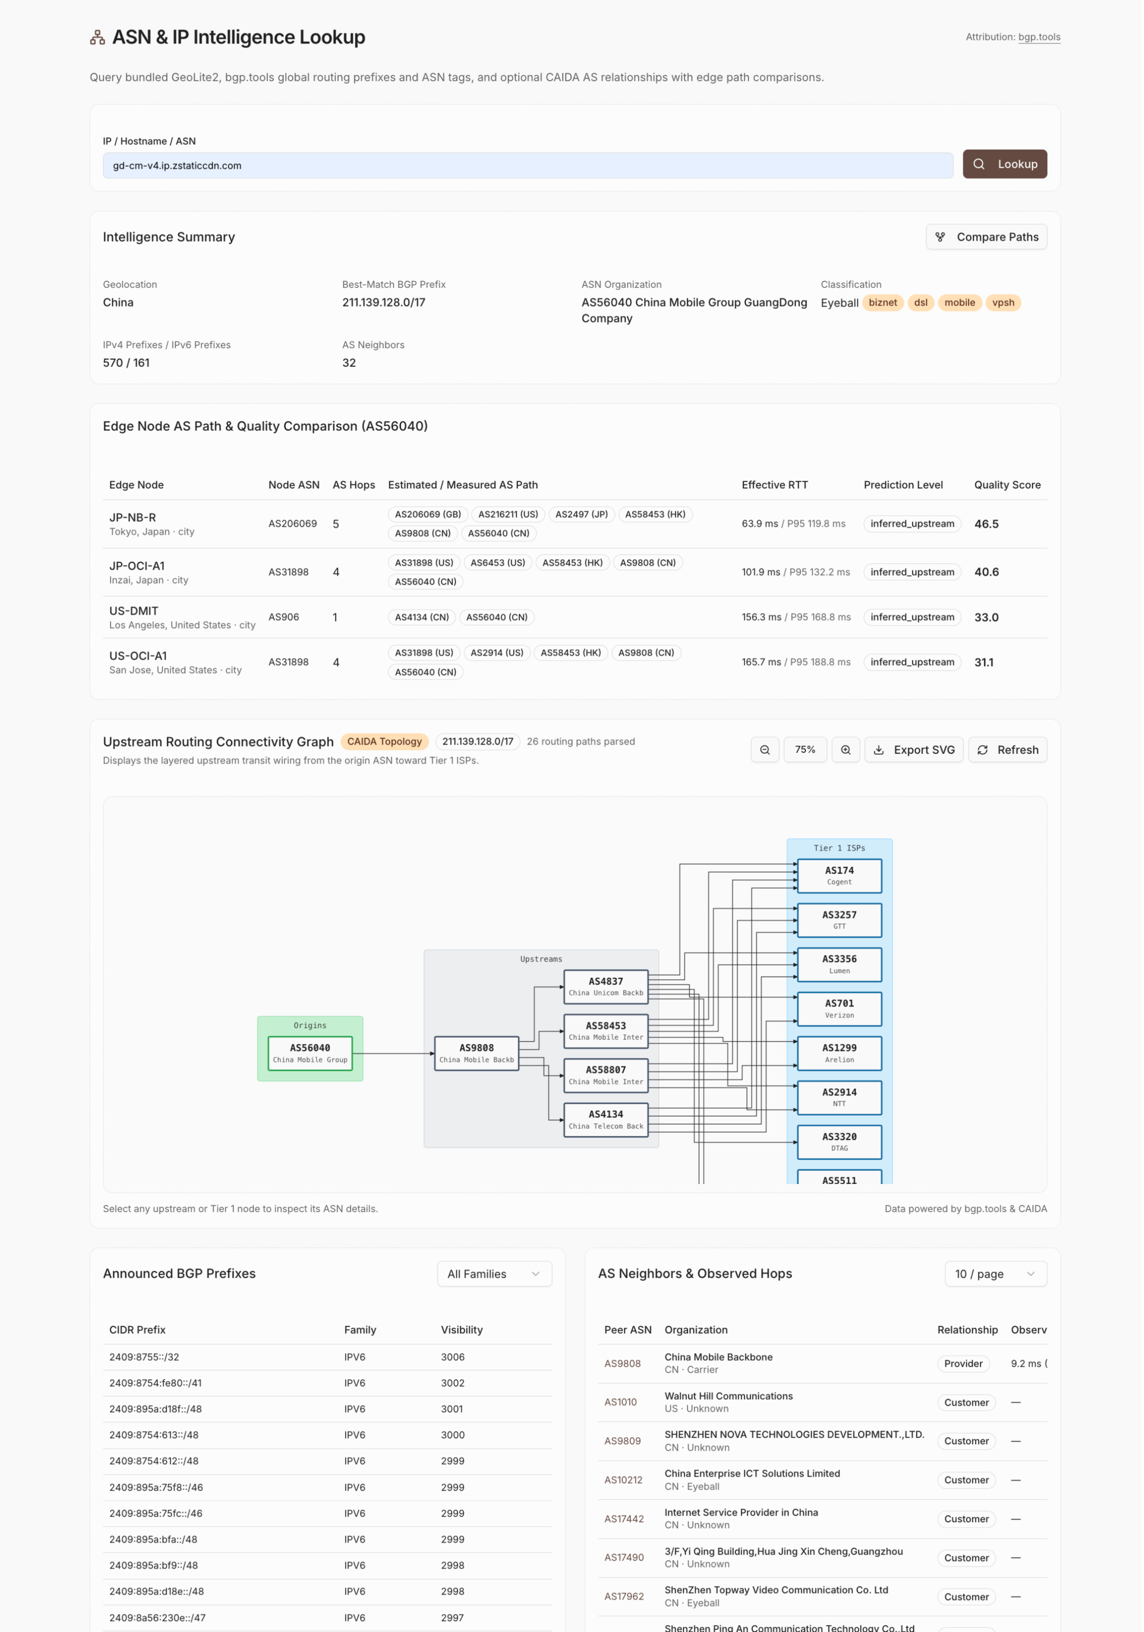 ASN & IP Intelligence Lookup
Attribution: bgp.tools
Query bundled GeoLite2, bgp.tools global routing prefixes and ASN tags, and optional CAIDA AS relationships with edge path comparisons.
IP / Hostname / ASN
gd-cm-v4.ip.zstaticcdn.com
Lookup
Intelligence Summary
Compare Paths
Geolocation
China
Best-Match BGP Prefix
211.139.128.0/17
ASN Organization
AS56040 China Mobile Group GuangDong
Company
Classification
Eyeball biznet dsl mobile vpsh
IPv4 Prefixes / IPv6 Prefixes
570 / 161
AS Neighbors
32
Edge Node AS Path & Quality Comparison (AS56040)
Edge Node Node ASN AS Hops Estimated / Measured AS Path Effective RTT Prediction Level Quality Score
JP-NB-R
Tokyo, Japan · city
AS206069 5
AS206069 (GB) AS216211 (US) AS2497 (JP) AS58453 (HK)
AS9808 (CN) AS56040 (CN)
63.9 ms / P95 119.8 ms inferred_upstream 46.5
JP-OCI-A1
Inzai, Japan · city
AS31898 4
AS31898 (US) AS6453 (US) AS58453 (HK) AS9808 (CN)
AS56040 (CN)
101.9 ms / P95 132.2 ms inferred_upstream 40.6
US-DMIT
Los Angeles, United States · city
AS906 1
AS4134 (CN) AS56040 (CN)
156.3 ms / P95 168.8 ms inferred_upstream 33.0
US-OCI-A1
San Jose, United States · city
AS31898 4
AS31898 (US) AS2914 (US) AS58453 (HK) AS9808 (CN)
AS56040 (CN)
165.7 ms / P95 188.8 ms inferred_upstream 31.1
Upstream Routing Connectivity Graph CAIDA Topology 211.139.128.0/17 26 routing paths parsed
Displays the layered upstream transit wiring from the origin ASN toward Tier 1 ISPs.
75% Export SVG Refresh
Origins
AS56040
China Mobile Group
Upstreams
AS9808
China Mobile Backb
AS4837
China Unicom Backb
AS58453
China Mobile Inter
AS58807
China Mobile Inter
AS4134
China Telecom Back
Tier 1 ISPs
AS174
Cogent
AS3257
GTT
AS3356
Lumen
AS701
Verizon
AS1299
Arelion
AS2914
NTT
AS3320
DTAG
AS5511
Select any upstream or Tier 1 node to inspect its ASN details.
Data powered by bgp.tools & CAIDA
Announced BGP Prefixes
All Families
CIDR Prefix Family Visibility
2409:8755::/32 IPV6 3006
2409:8754:fe80::/41 IPV6 3002
2409:895a:d18f::/48 IPV6 3001
2409:8754:613::/48 IPV6 3000
2409:8754:612::/48 IPV6 2999
2409:895a:75f8::/46 IPV6 2999
2409:895a:75fc::/46 IPV6 2999
2409:895a:bfa::/48 IPV6 2999
2409:895a:bf9::/48 IPV6 2998
2409:895a:d18e::/48 IPV6 2998
2409:8a56:230e::/47 IPV6 2997
AS Neighbors & Observed Hops
10 / page
Peer ASN Organization Relationship Observ
AS9808 China Mobile Backbone Provider 9.2 ms (
CN · Carrier
AS1010 Walnut Hill Communications Customer —
US · Unknown
AS9809 SHENZHEN NOVA TECHNOLOGIES DEVELOPMENT.,LTD. Customer —
CN · Unknown
AS10212 China Enterprise ICT Solutions Limited Customer —
CN · Eyeball
AS17442 Internet Service Provider in China Customer —
CN · Unknown
AS17490 3/F,Yi Qing Building,Hua Jing Xin Cheng,Guangzhou Customer —
CN · Unknown
AS17962 ShenZhen Topway Video Communication Co. Ltd Customer —
CN · Eyeball
Shenzhen Ping An Communication Technology Co.,Ltd